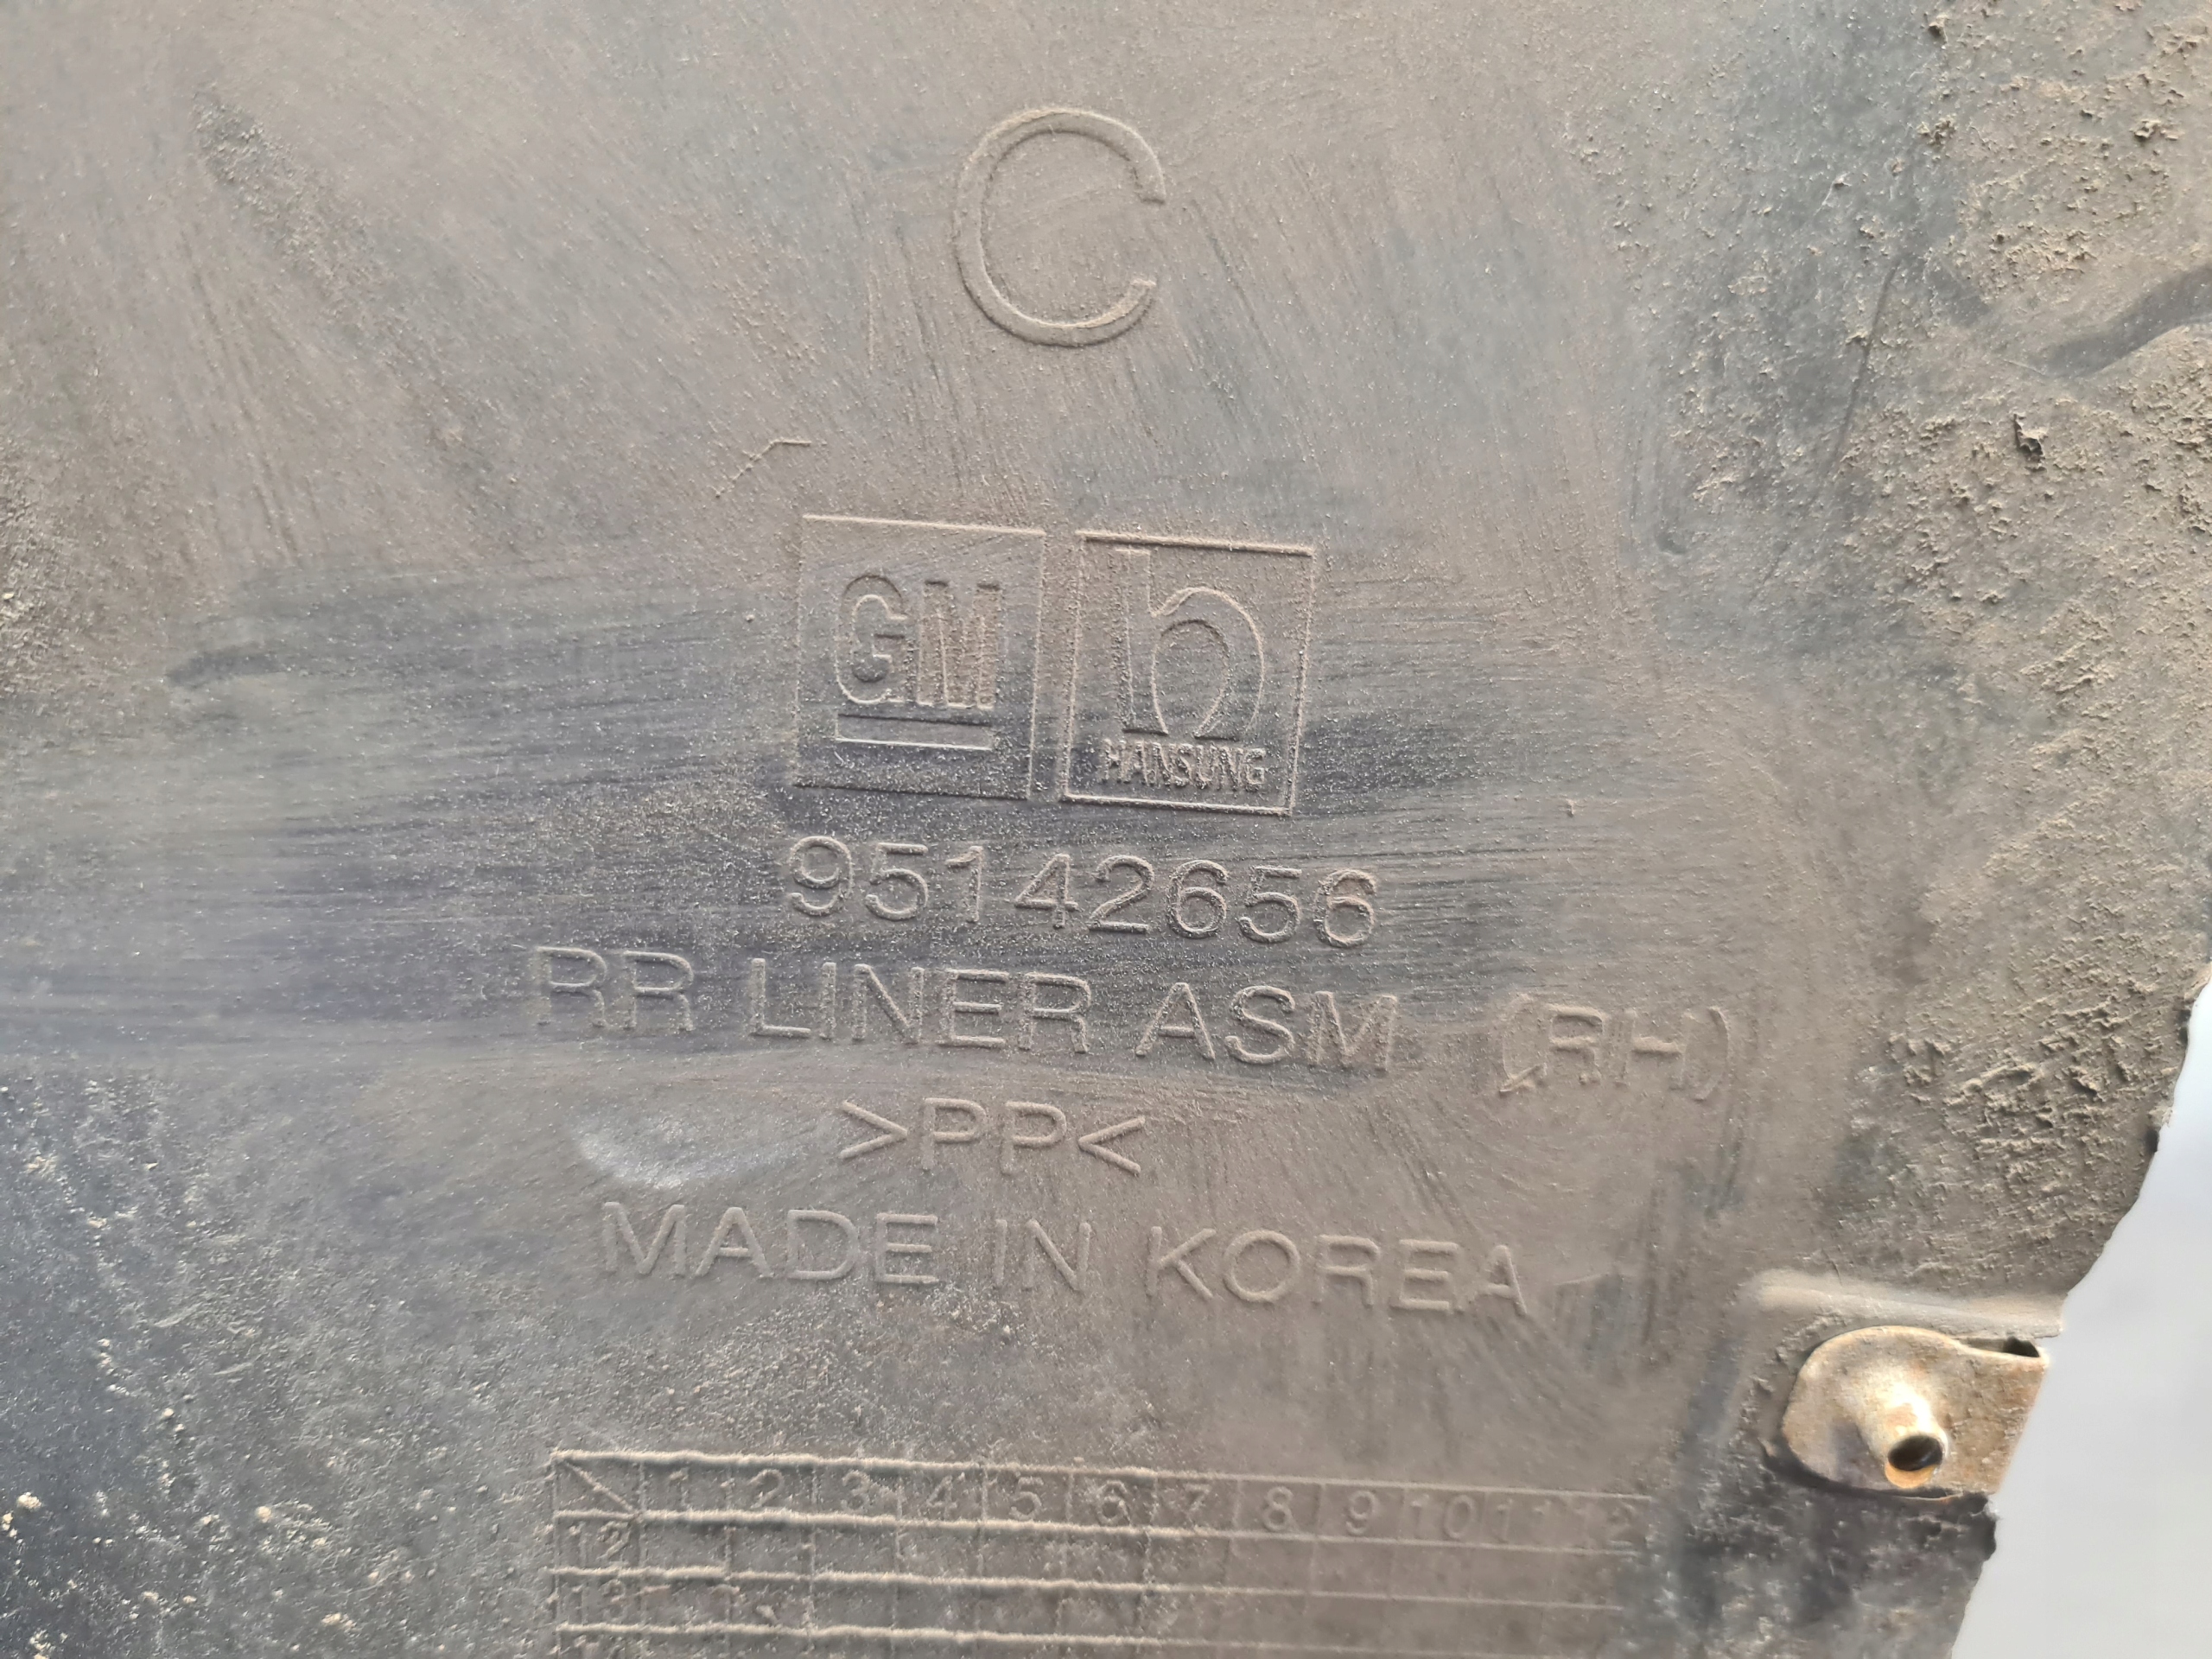 C
GM h
HANSUNG
95142656
RR LINER ASM (RH)
>PP<
MADE IN KOREA
1 2 3 4 5 6 7 8 9 10 11 12
12
13